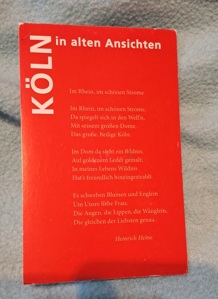 KÖLN
in alten Ansichten
Im Rhein, im schönen Strome
Im Rhein, im schönen Strome,
Da spiegelt sich in den Well'n,
Mit seinem großen Dome,
Das große, heilige Köln.
Im Dom da steht ein Bildnis,
Auf goldenem Leder gemalt;
In meines Lebens Wildnis
Hat's freundlich hineingestrahlt.
Es schweben Blumen und Englein
Um Unsre liebe Frau;
Die Augen, die Lippen, die Wänglein,
Die gleichen der Liebsten genau.
Heinrich Heine